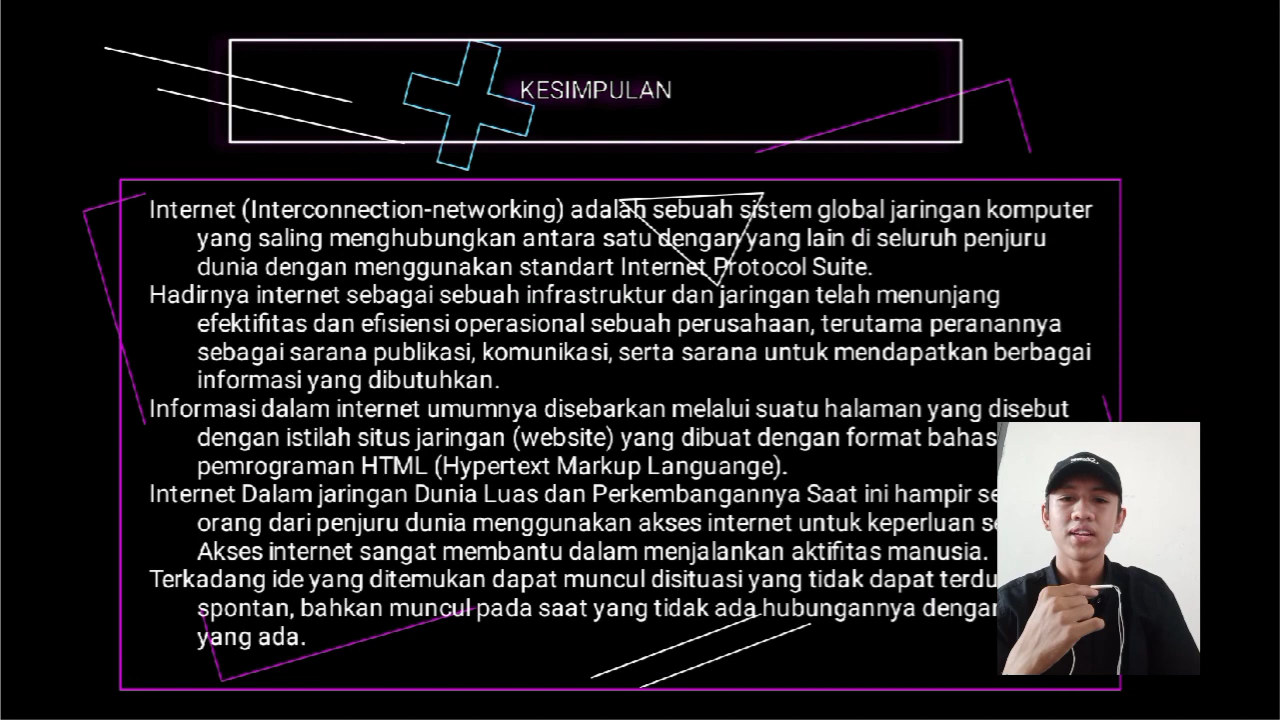 KESIMPULAN
Internet (Interconnection-networking) adalah sebuah sistem global jaringan komputer
yang saling menghubungkan antara satu dengan yang lain di seluruh penjuru
dunia dengan menggunakan standart Internet Protocol Suite.
Hadirnya internet sebagai sebuah infrastruktur dan jaringan telah menunjang
efektifitas dan efisiensi operasional sebuah perusahaan, terutama peranannya
sebagai sarana publikasi, komunikasi, serta sarana untuk mendapatkan berbagai
informasi yang dibutuhkan.
Informasi dalam internet umumnya disebarkan melalui suatu halaman yang disebut
dengan istilah situs jaringan (website) yang dibuat dengan format bahas
pemrograman HTML (Hypertext Markup Languange).
Internet Dalam jaringan Dunia Luas dan Perkembangannya Saat ini hampir se
orang dari penjuru dunia menggunakan akses internet untuk keperluan se
Akses internet sangat membantu dalam menjalankan aktifitas manusia.
Terkadang ide yang ditemukan dapat muncul disituasi yang tidak dapat terdu
spontan, bahkan muncul pada saat yang tidak ada hubungannya dengan
yang ada.